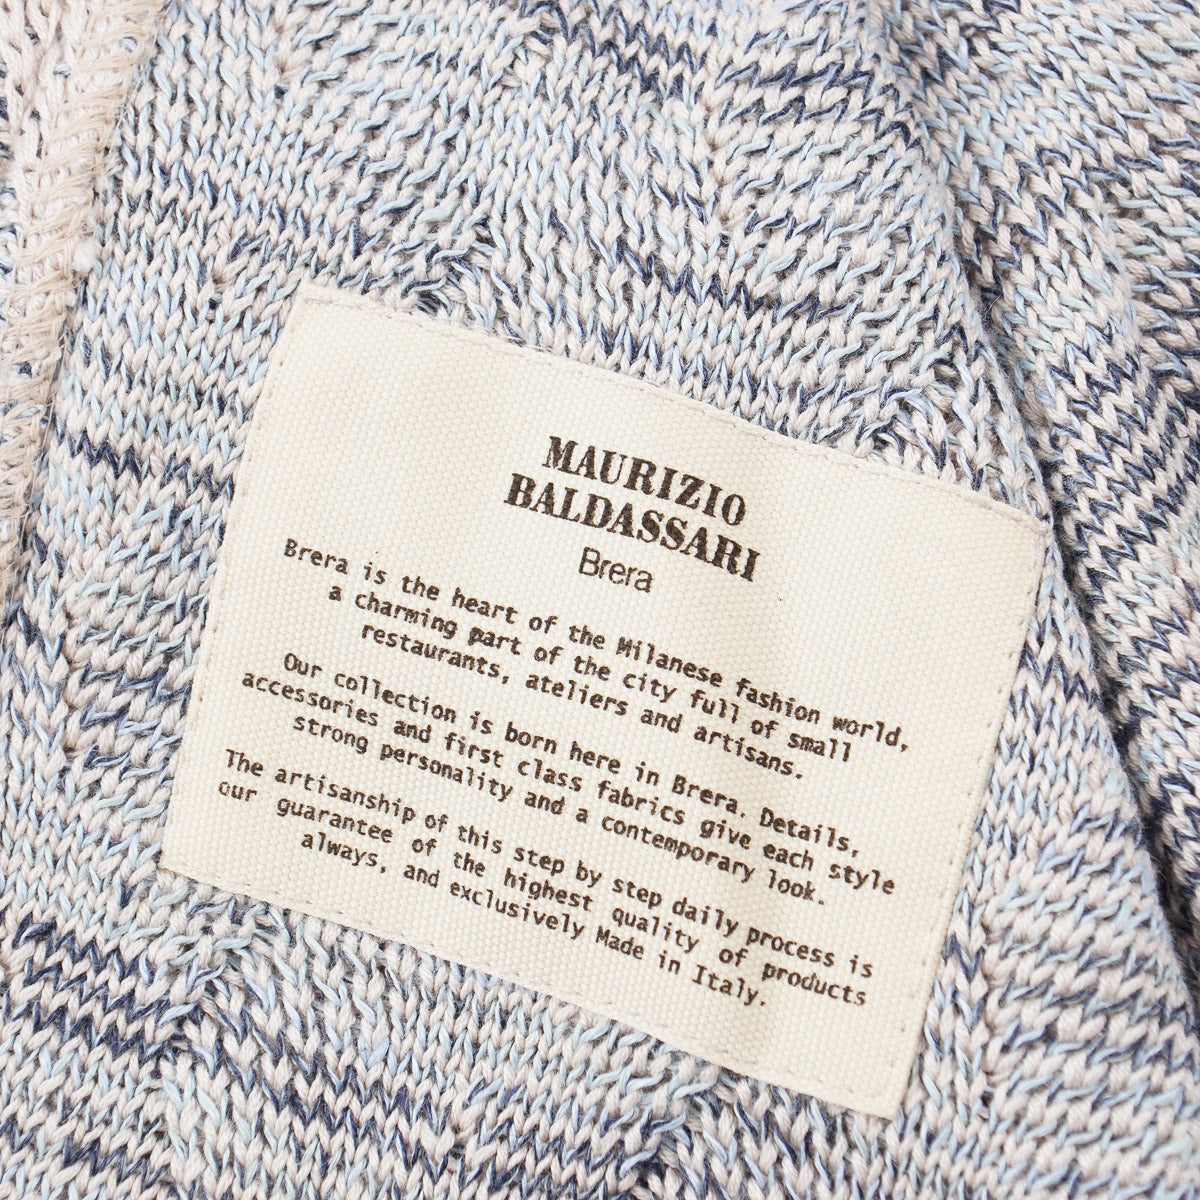 MAURIZIO
BALDASSARI
Brera
Brera is the heart of the Milanese fashion world,
a charming part of the city full of small
restaurants, ateliers and artisans.
Our collection is born here in Brera. Details,
accessories and first class fabrics give each style
strong personality and a contemporary look.
The artisanship of this step by step daily process is
our guarantee of the highest quality of products
always, and exclusively Made in Italy.